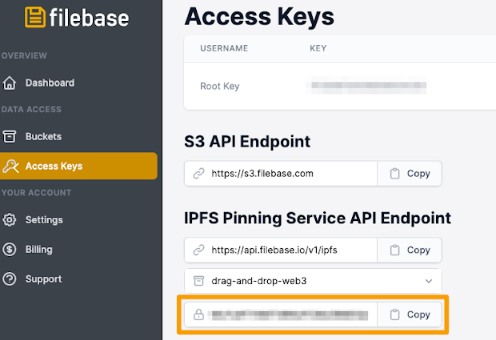 filebase
OVERVIEW
Dashboard
DATA ACCESS
Buckets
Access Keys
YOUR ACCOUNT
Settings
Billing
Support
Access Keys
USERNAME KEY
Root Key
S3 API Endpoint
https://s3.filebase.com Copy
IPFS Pinning Service API Endpoint
https://api.filebase.io/v1/ipfs Copy
drag-and-drop-web3
Copy